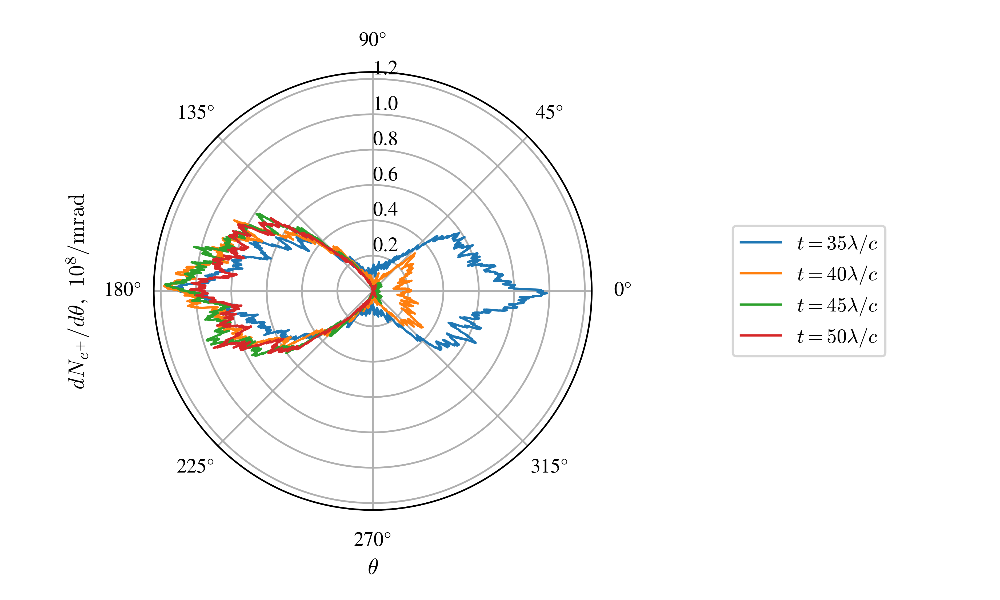 90°
1.2
1.0
135°
45°
0.8
0.6
0.4
0.2
180°
0°
dN_{e^+}/dθ, 10^8/mrad
t = 35λ/c
t = 40λ/c
t = 45λ/c
t = 50λ/c
225°
315°
270°
θ